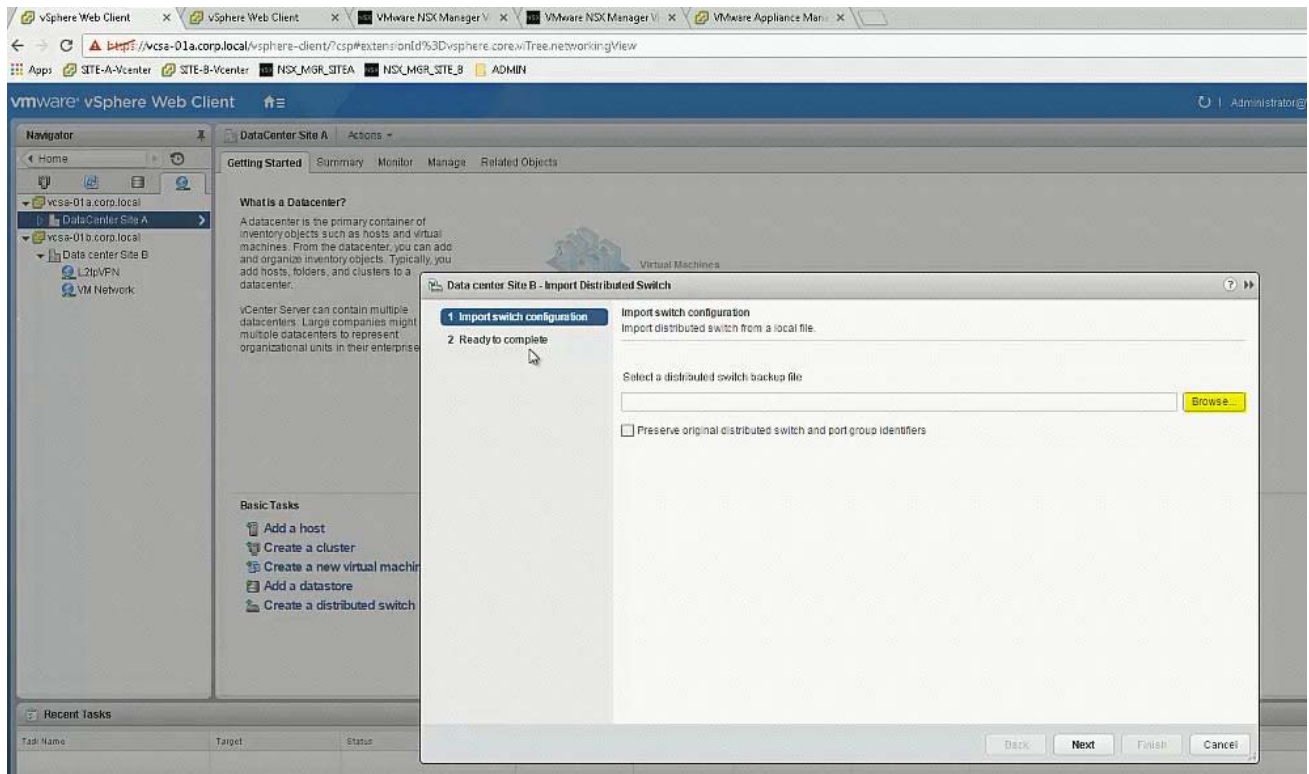 vSphere Web Client
vSphere Web Client
VMware NSX Manager V
VMware NSX Manager V
VMware Appliance Man
https://vcsa-01a.corp.local/vsphere-client/?csp#extensionId%3Dvsphere.core.viTree.networkingView
Apps SITE-A-Vcenter SITE-B-Vcenter NSX_MGR_SITEA NSX_MGR_SITE_B ADMIN
vmware vSphere Web Client
Administrator@
Navigator
Home
vcsa-01a.corp.local
DataCenter Site A
vcsa-01b.corp.local
Data center Site B
L2tpVPN
VM Network
DataCenter Site A Actions
Getting Started Summary Monitor Manage Related Objects
What is a Datacenter?
A datacenter is the primary container of
inventory objects such as hosts and virtual
machines. From the datacenter, you can add
and organize inventory objects. Typically, you
add hosts, folders, and clusters to a
datacenter.
vCenter Server can contain multiple
datacenters. Large companies might
multiple datacenters to represent
organizational units in their enterprise
Virtual Machines
Basic Tasks
Add a host
Create a cluster
Create a new virtual machin
Add a datastore
Create a distributed switch
Data center Site B - Import Distributed Switch
1 Import switch configuration
2 Ready to complete
Import switch configuration
Import distributed switch from a local file.
Select a distributed switch backup file
Browse...
Preserve original distributed switch and port group identifiers
Back Next Finish Cancel
Recent Tasks
Task Name Target Status